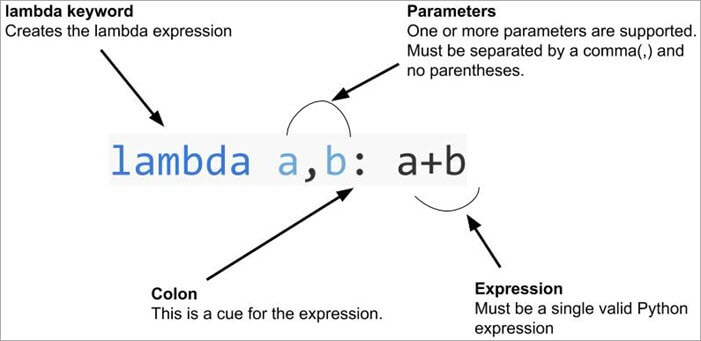 lambda keyword
Creates the lambda expression
Parameters
One or more parameters are supported.
Must be separated by a comma(,) and
no parentheses.
lambda a,b: a+b
Colon
This is a cue for the expression.
Expression
Must be a single valid Python
expression